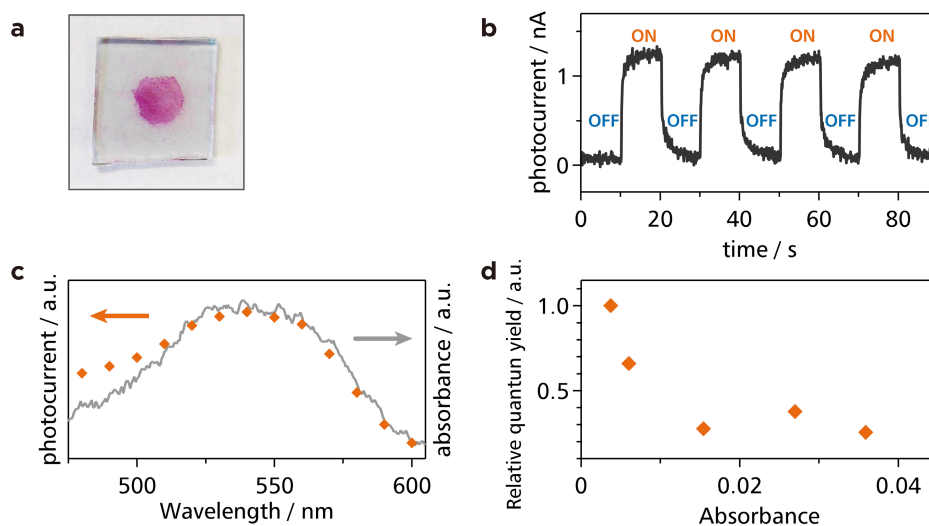 a
b
photocurrent / nA
1
0
ON
ON
ON
ON
OFF
OFF
OFF
OFF
OF
0
20
40
60
80
time / s
c
photocurrent / a.u.
absorbance / a.u.
500
550
600
Wavelength / nm
d
Relative quantun yield / a.u.
1.0
0.5
0
0.02
0.04
Absorbance